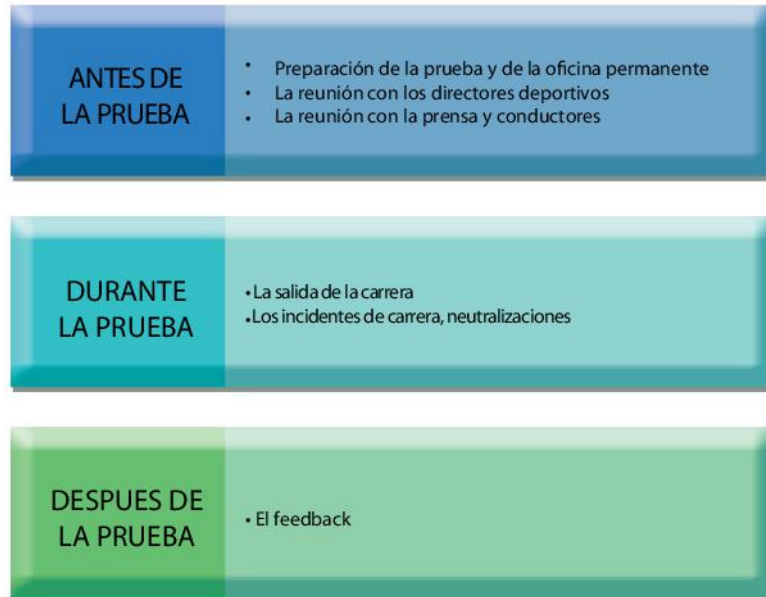 ANTES DE
LA PRUEBA
• Preparación de la prueba y de la oficina permanente
• La reunión con los directores deportivos
• La reunión con la prensa y conductores
DURANTE
LA PRUEBA
• La salida de la carrera
• Los incidentes de carrera, neutralizaciones
DESPUES DE
LA PRUEBA
• El feedback